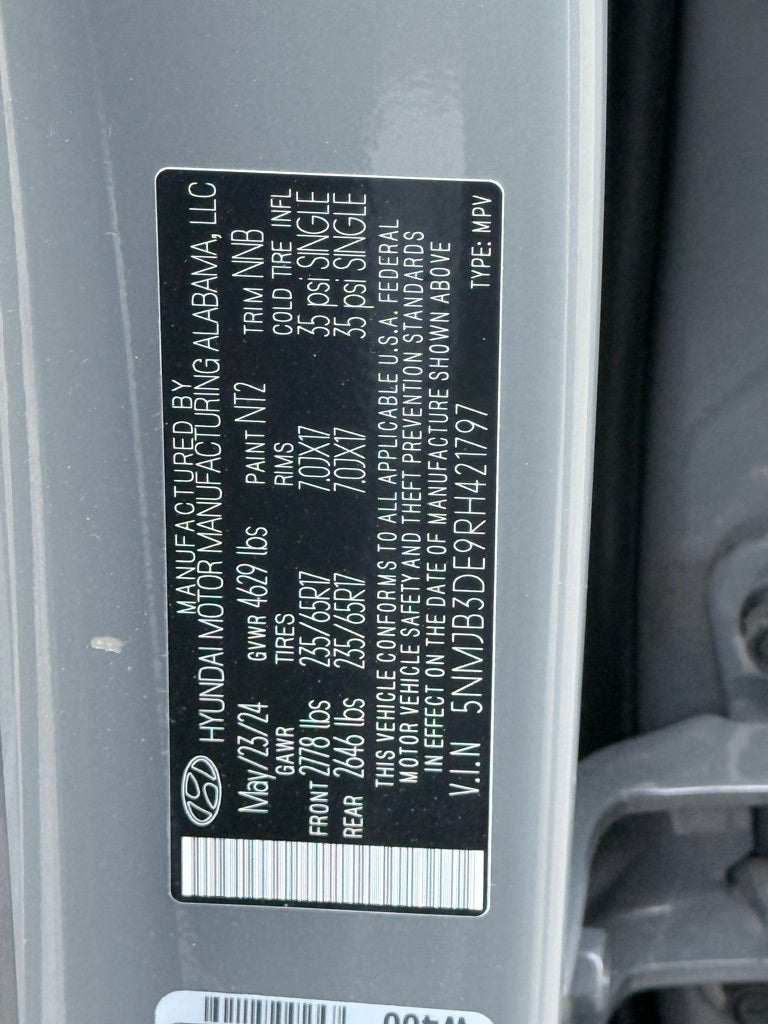 MANUFACTURED BY
HYUNDAI MOTOR MANUFACTURING ALABAMA, LLC
May/23/24 GVWR 4629 lbs PAINT NT2 TRIM NNB
GAWR TIRES RIMS COLD TIRE INFL
FRONT 2778 lbs 235/65R17 7.0JX17 35 psi SINGLE
REAR 2646 lbs 235/65R17 7.0JX17 35 psi SINGLE
THIS VEHICLE CONFORMS TO ALL APPLICABLE U.S.A. FEDERAL
MOTOR VEHICLE SAFETY AND THEFT PREVENTION STANDARDS
IN EFFECT ON THE DATE OF MANUFACTURE SHOWN ABOVE
V.I.N 5NMJB3DE9RH421797 TYPE: MPV